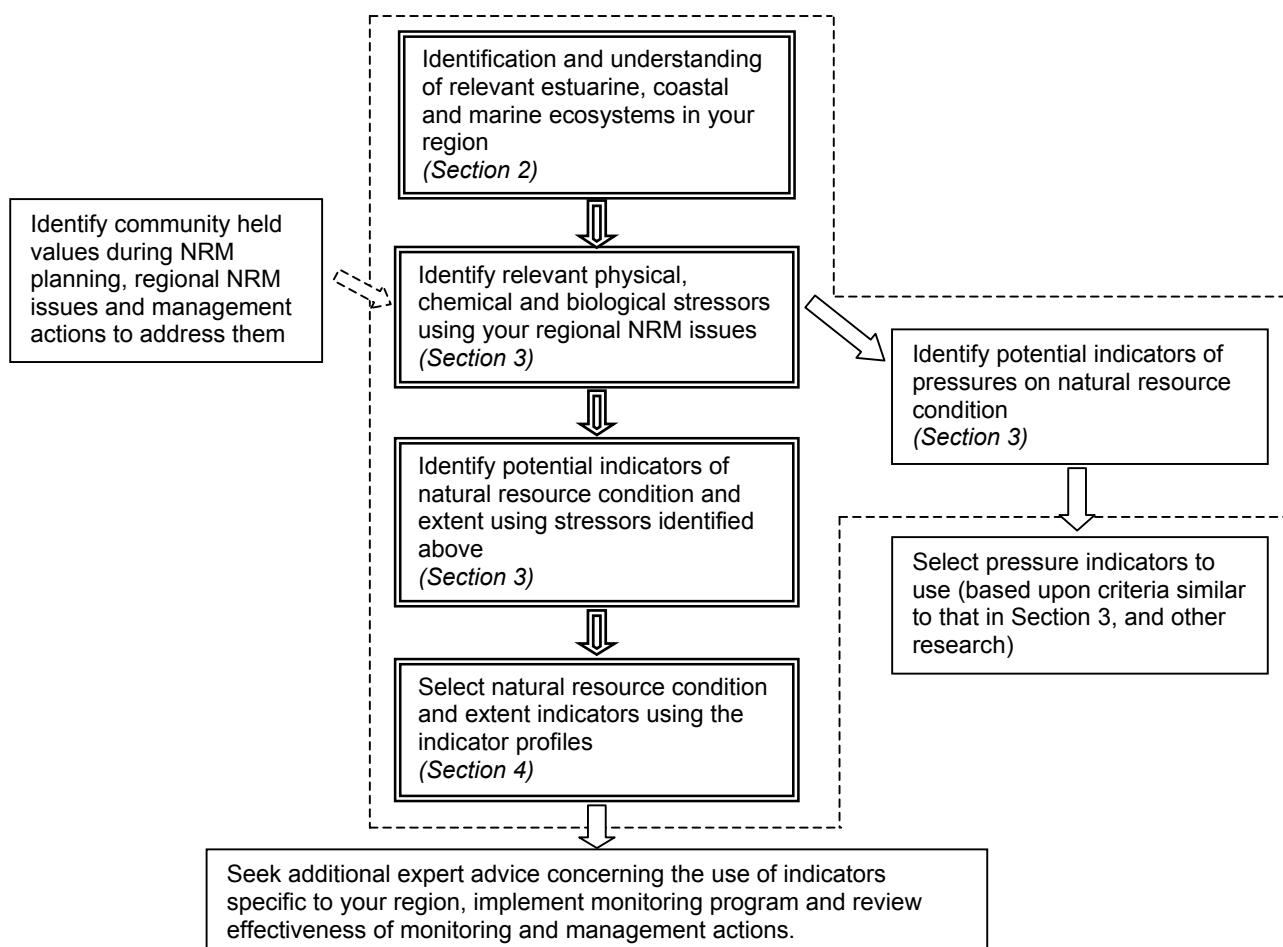 Identification and understanding
of relevant estuarine, coastal
and marine ecosystems in your
region
(Section 2)
Identify community held
values during NRM
planning, regional NRM
issues and management
actions to address them
Identify relevant physical,
chemical and biological stressors
using your regional NRM issues
(Section 3)
Identify potential indicators of
pressures on natural resource
condition
(Section 3)
Identify potential indicators of
natural resource condition and
extent using stressors identified
above
(Section 3)
Select pressure indicators to
use (based upon criteria similar
to that in Section 3, and other
research)
Select natural resource condition
and extent indicators using the
indicator profiles
(Section 4)
Seek additional expert advice concerning the use of indicators
specific to your region, implement monitoring program and review
effectiveness of monitoring and management actions.